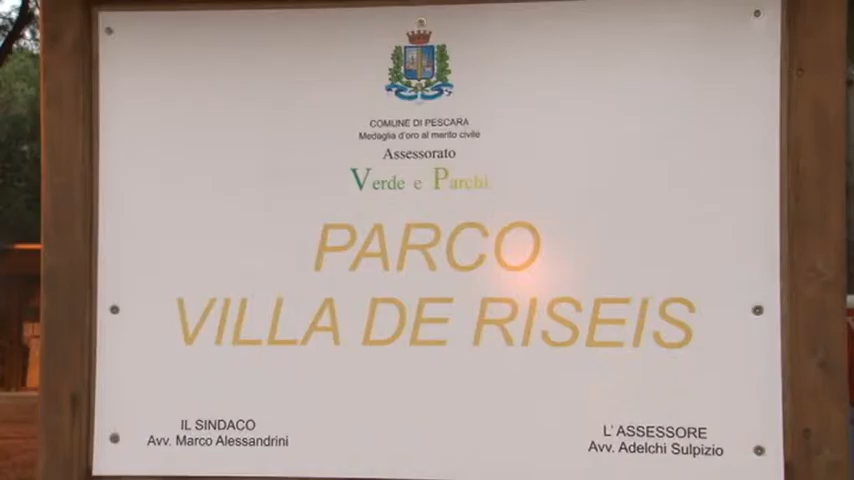 COMUNE DI PESCARA
Medaglia d'oro al merito civile
Assessorato
Verde e Parchi
PARCO
VILLA DE RISEIS
IL SINDACO
Avv. Marco Alessandrini
L'ASSESSORE
Avv. Adelchi Sulpizio